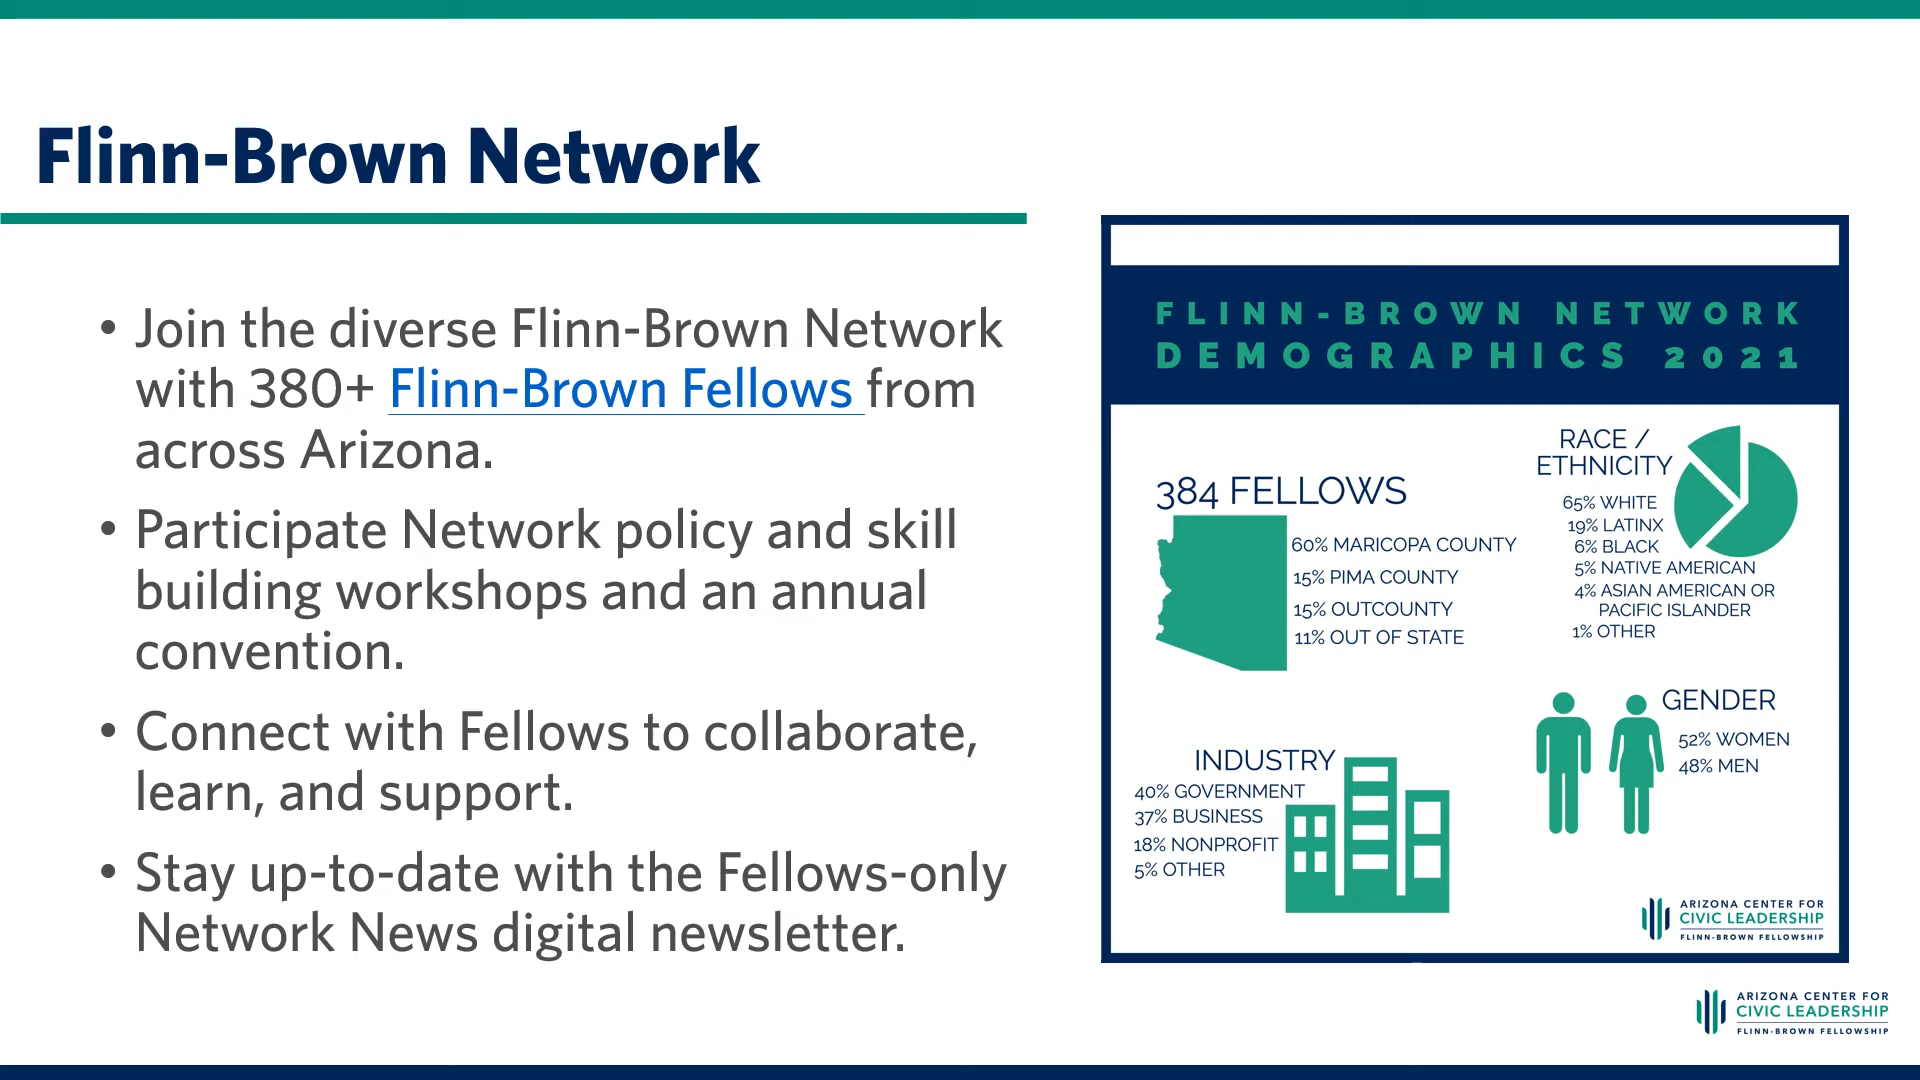 Flinn-Brown Network
• Join the diverse Flinn-Brown Network
with 380+ Flinn-Brown Fellows from
across Arizona.
• Participate Network policy and skill
building workshops and an annual
convention.
• Connect with Fellows to collaborate,
learn, and support.
• Stay up-to-date with the Fellows-only
Network News digital newsletter.
FLINN-BROWN NETWORK
DEMOGRAPHICS 2021
384 FELLOWS
60% MARICOPA COUNTY
15% PIMA COUNTY
15% OUTCOUNTY
11% OUT OF STATE
RACE /
ETHNICITY
65% WHITE
19% LATINX
6% BLACK
5% NATIVE AMERICAN
4% ASIAN AMERICAN OR
PACIFIC ISLANDER
1% OTHER
INDUSTRY
40% GOVERNMENT
37% BUSINESS
18% NONPROFIT
5% OTHER
GENDER
52% WOMEN
48% MEN
ARIZONA CENTER FOR
CIVIC LEADERSHIP
FLINN-BROWN FELLOWSHIP
ARIZONA CENTER FOR
CIVIC LEADERSHIP
FLINN-BROWN FELLOWSHIP